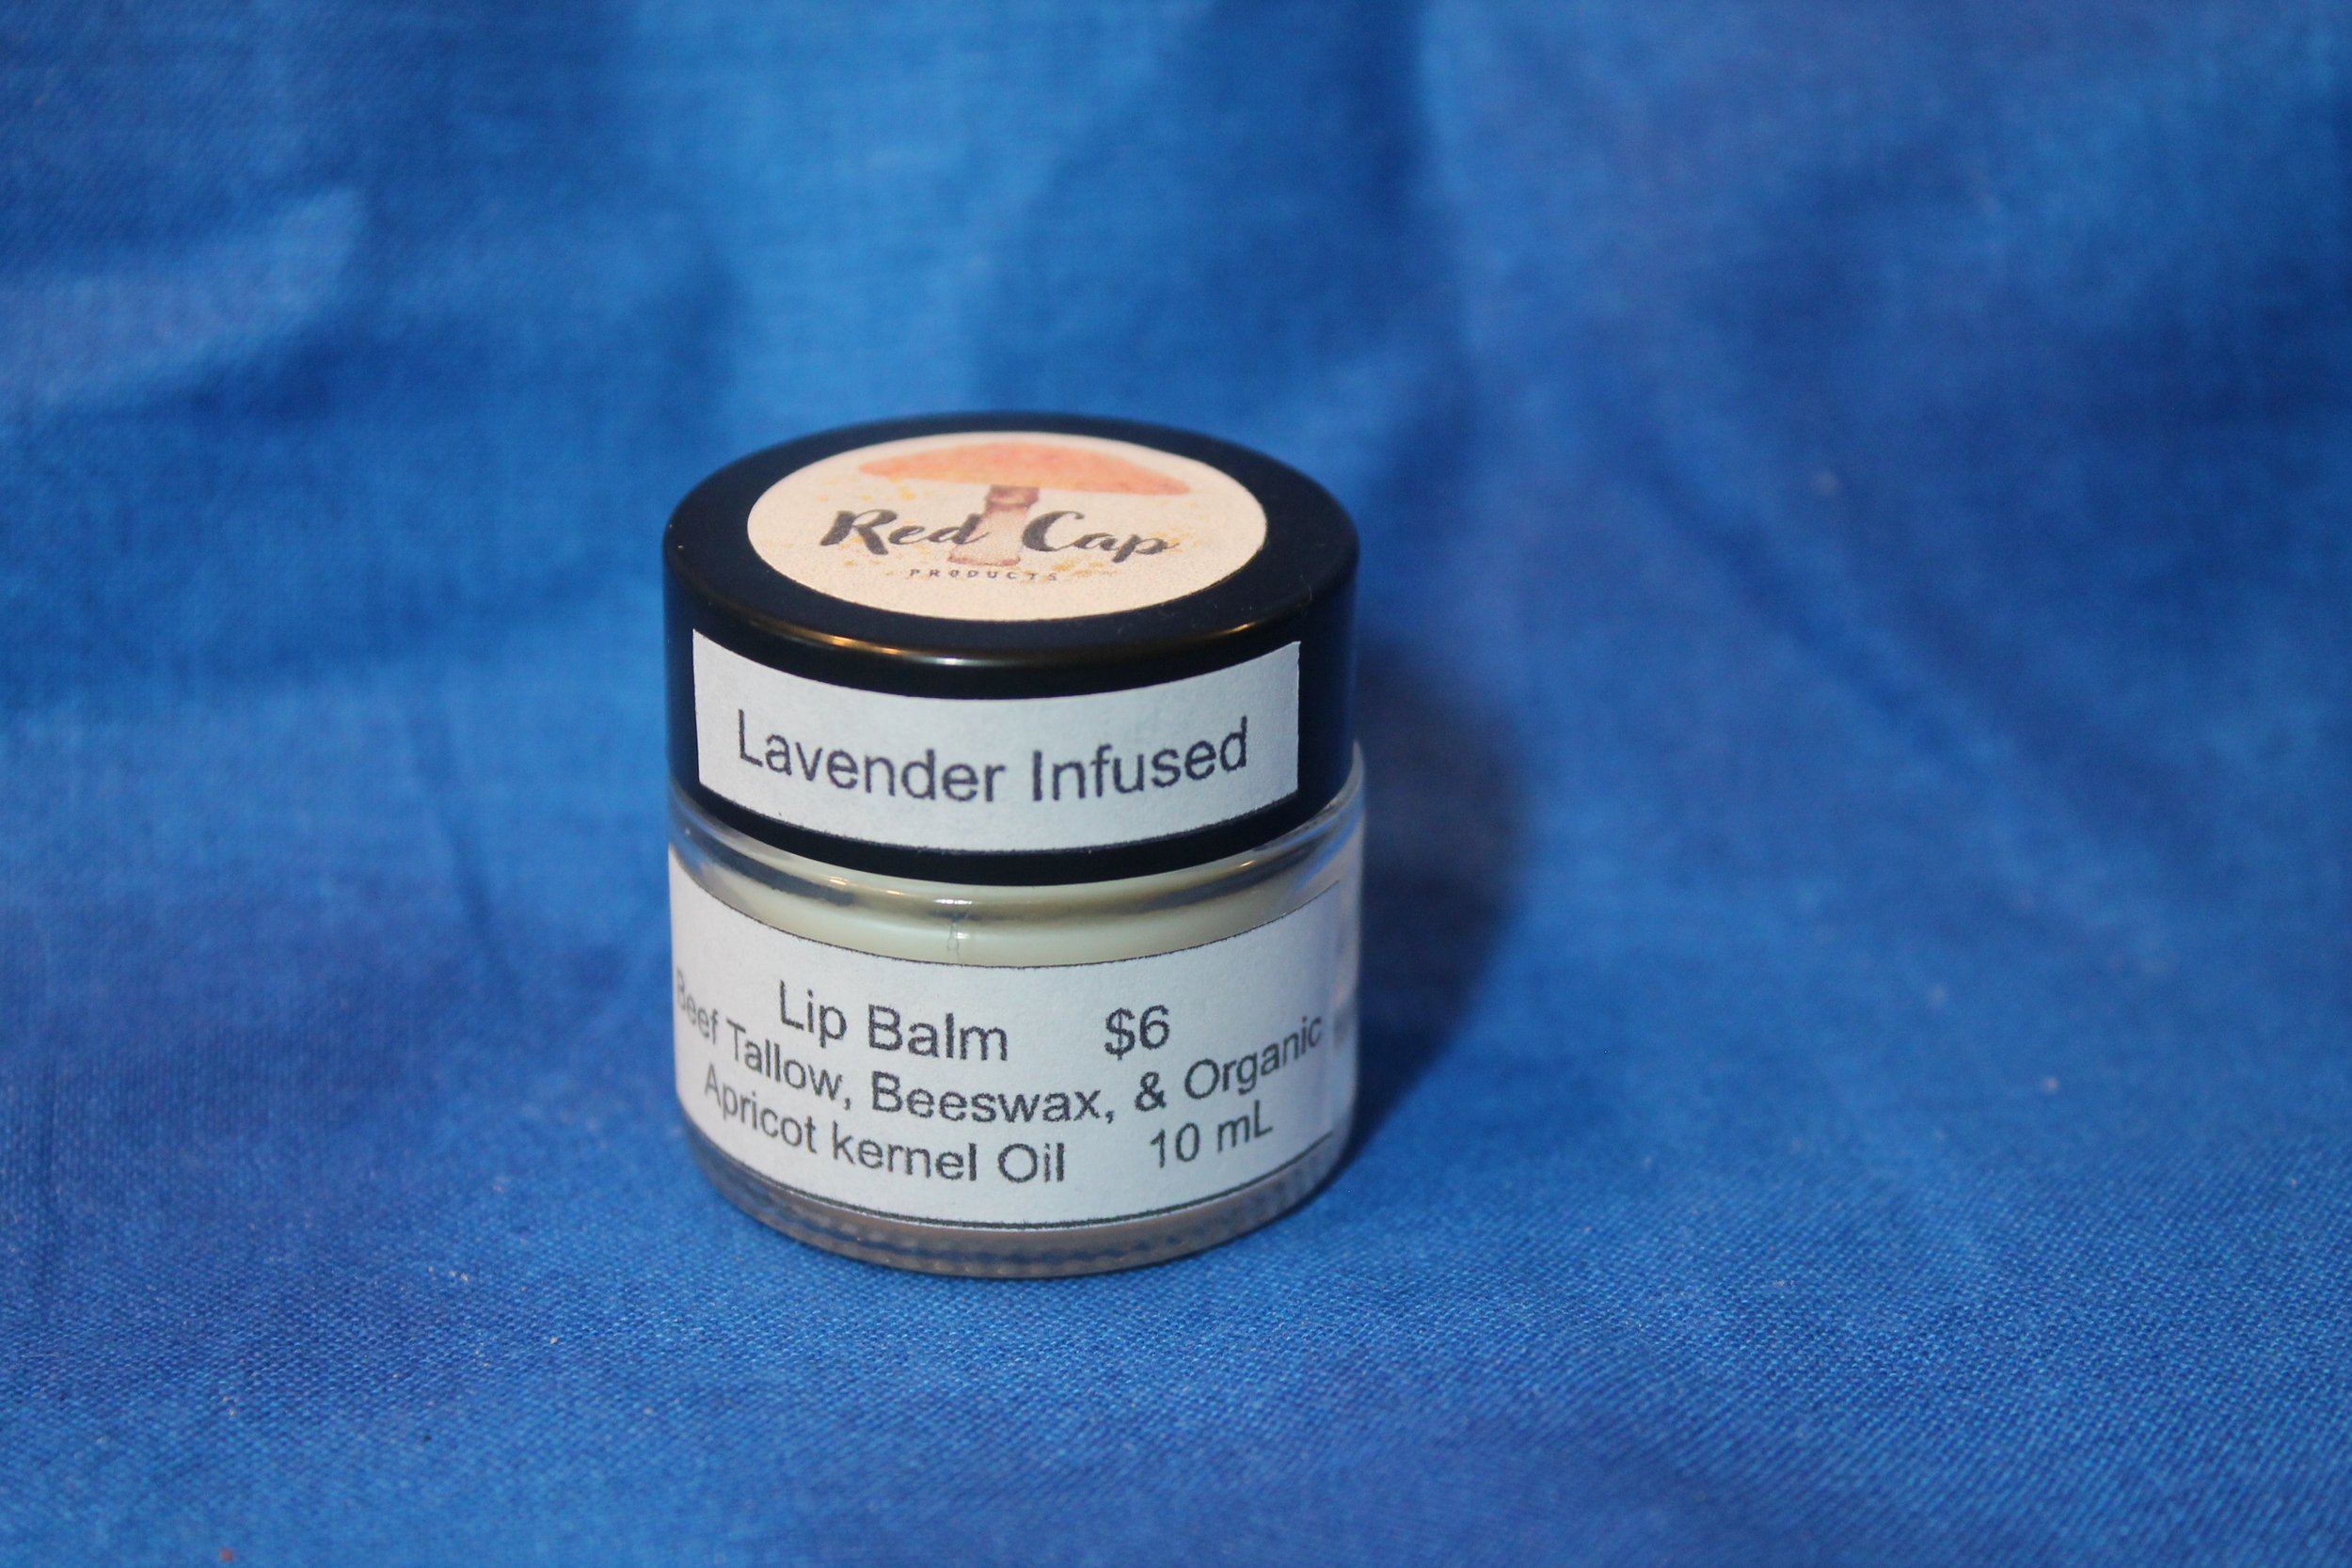 Red Cap
PRODUCTS
Lavender Infused
Lip Balm $6
Beef Tallow, Beeswax, & Organic
Apricot kernel Oil 10 mL